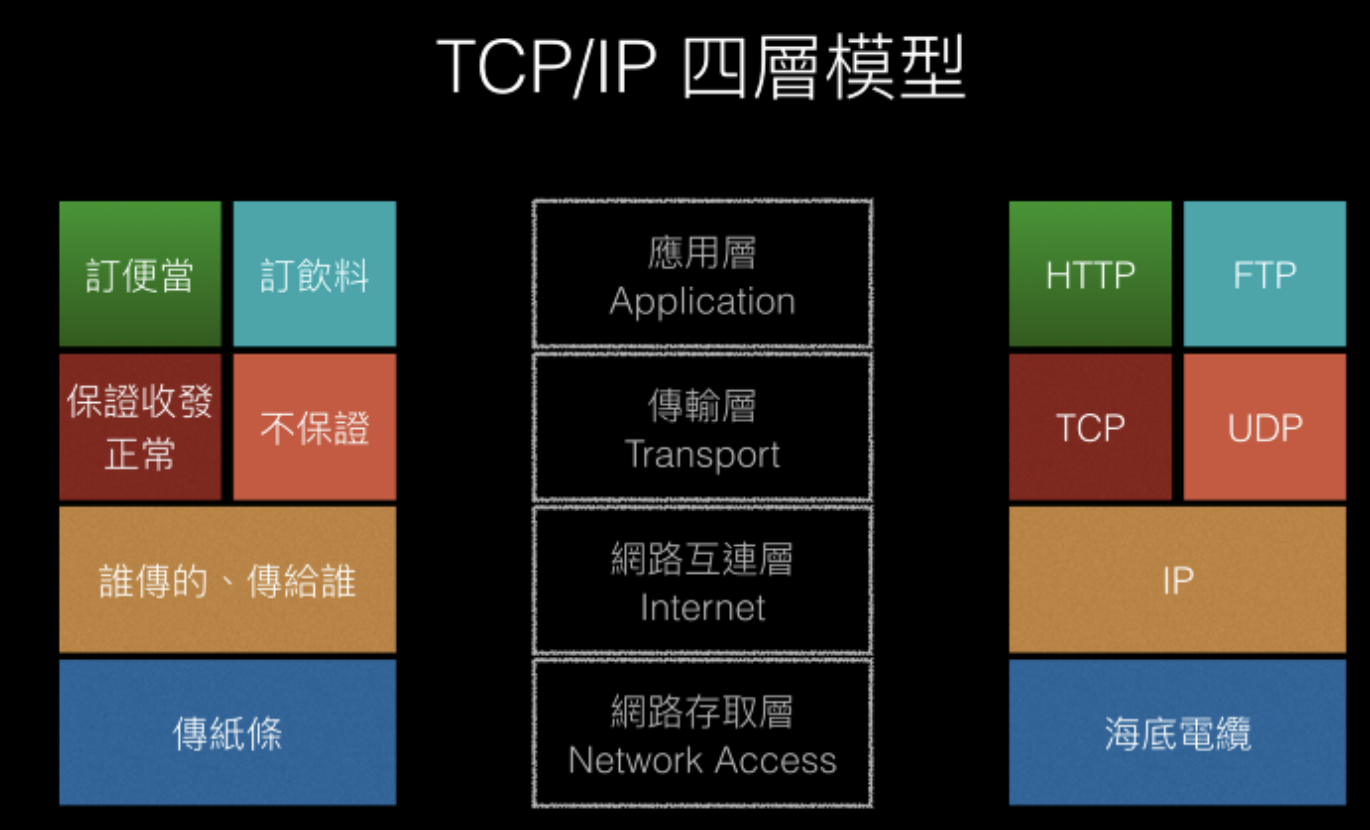 TCP/IP 四層模型
訂便當
訂飲料
應用層
Application
HTTP
FTP
保證收發
正常
不保證
傳輸層
Transport
TCP
UDP
誰傳的、傳給誰
網路互連層
Internet
IP
傳紙條
網路存取層
Network Access
海底電纜